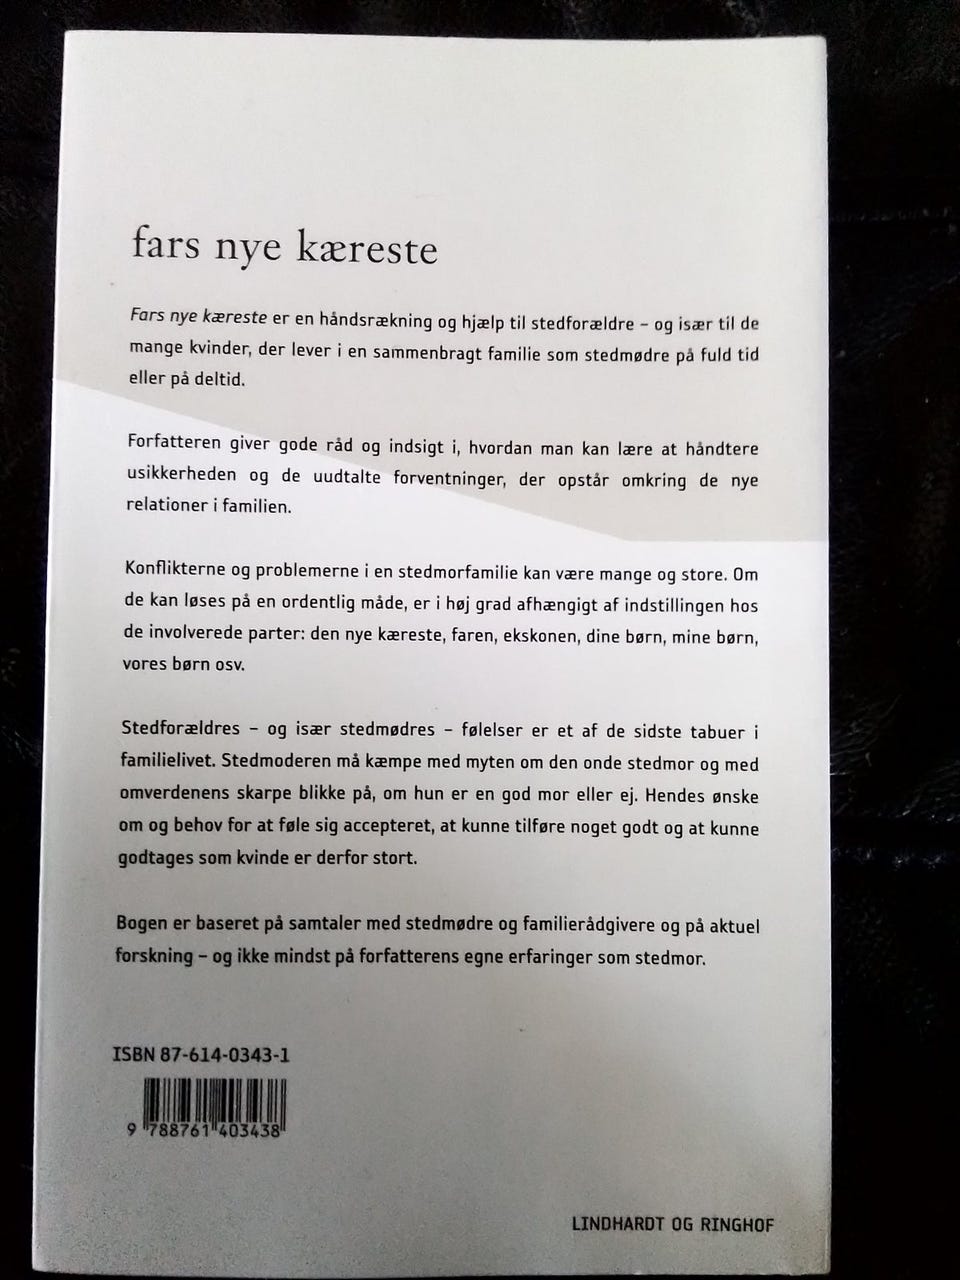 fars nye kæreste
Fars nye kæreste er en håndsrækning og hjælp til stedforældre – og især til de
mange kvinder, der lever i en sammenbragt familie som stedmødre på fuld tid
eller på deltid.
Forfatteren giver gode råd og indsigt i, hvordan man kan lære at håndtere
usikkerheden og de uudtalte forventninger, der opstår omkring de nye
relationer i familien.
Konflikterne og problemerne i en stedmorfamilie kan være mange og store. Om
de kan løses på en ordentlig måde, er i høj grad afhængigt af indstillingen hos
de involverede parter: den nye kæreste, faren, ekskonen, dine børn, mine børn,
vores børn osv.
Stedforældres – og især stedmødres – følelser er et af de sidste tabuer i
familielivet. Stedmoderen må kæmpe med myten om den onde stedmor og med
omverdenens skarpe blikke på, om hun er en god mor eller ej. Hendes ønske
om og behov for at føle sig accepteret, at kunne tilføre noget godt og at kunne
godtages som kvinde er derfor stort.
Bogen er baseret på samtaler med stedmødre og familierådgivere og på aktuel
forskning – og ikke mindst på forfatterens egne erfaringer som stedmor.
ISBN 87-614-0343-1
9 788761 403438
LINDHARDT OG RINGHOF